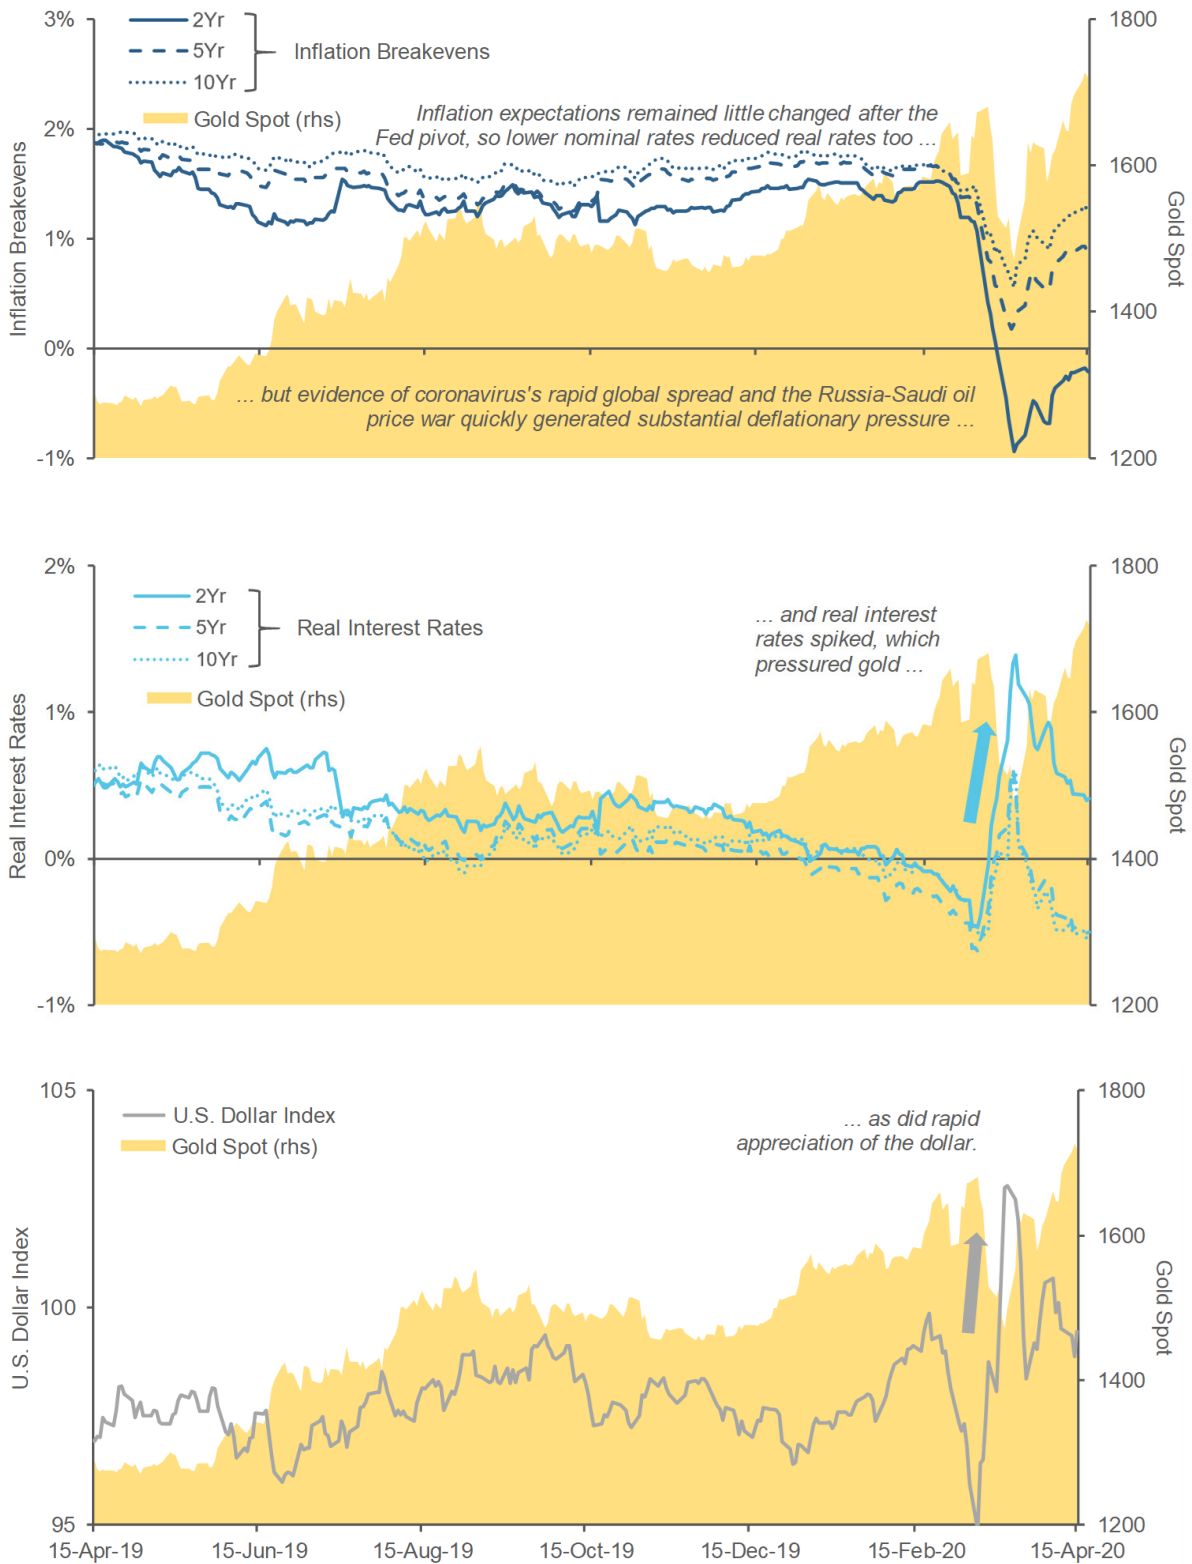 3%
2%
1%
0%
-1%
Inflation Breakevens
2Yr
5Yr
10Yr
Inflation Breakevens
Gold Spot (rhs)
Inflation expectations remained little changed after the
Fed pivot, so lower nominal rates reduced real rates too ...
... but evidence of coronavirus's rapid global spread and the Russia-Saudi oil
price war quickly generated substantial deflationary pressure ...
1800
1600
1400
1200
Gold Spot
2%
1%
0%
-1%
Real Interest Rates
2Yr
5Yr
10Yr
Real Interest Rates
Gold Spot (rhs)
... and real interest
rates spiked, which
pressured gold ...
1800
1600
1400
1200
Gold Spot
105
100
95
U.S. Dollar Index
U.S. Dollar Index
Gold Spot (rhs)
... as did rapid
appreciation of the dollar.
1800
1600
1400
1200
Gold Spot
15-Apr-19 15-Jun-19 15-Aug-19 15-Oct-19 15-Dec-19 15-Feb-20 15-Apr-20